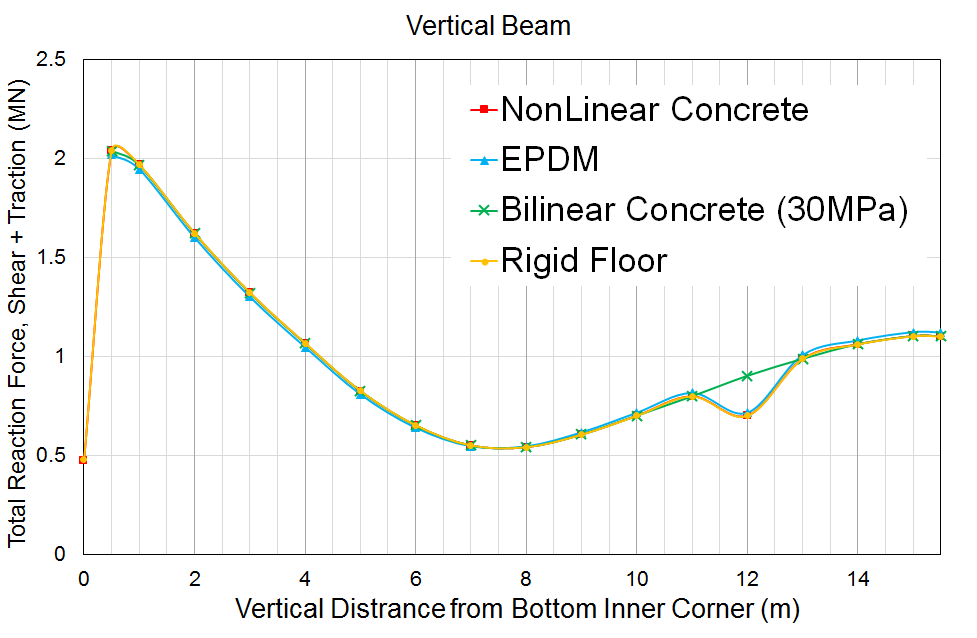 Vertical Beam
Total Reaction Force, Shear + Traction (MN)
2.5
2
1.5
1
0.5
0
NonLinear Concrete
EPDM
Bilinear Concrete (30MPa)
Rigid Floor
0 2 4 6 8 10 12 14
Vertical Distrance from Bottom Inner Corner (m)